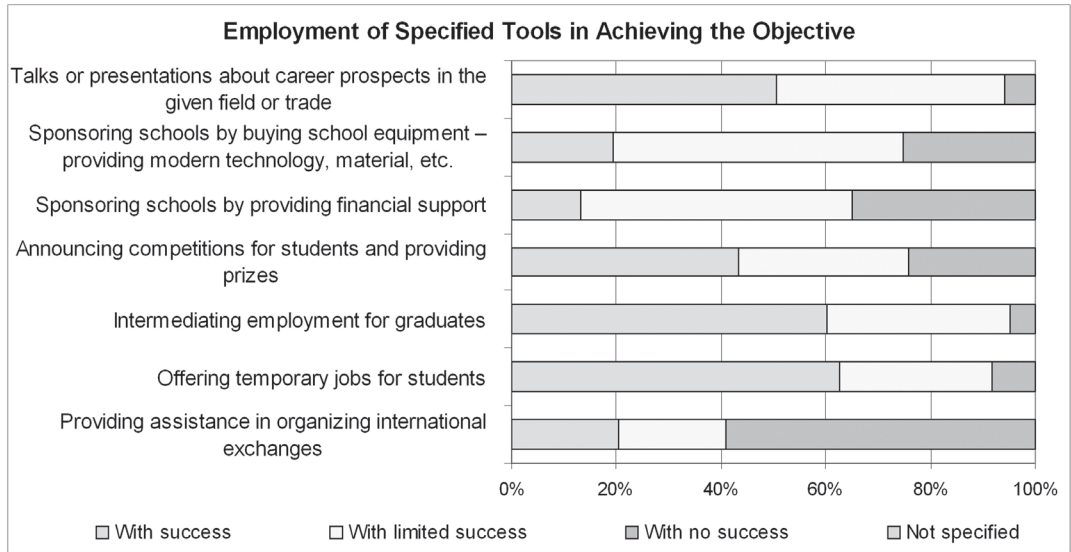 Employment of Specified Tools in Achieving the Objective
Talks or presentations about career prospects in the
given field or trade
Sponsoring schools by buying school equipment –
providing modern technology, material, etc.
Sponsoring schools by providing financial support
Announcing competitions for students and providing
prizes
Intermediating employment for graduates
Offering temporary jobs for students
Providing assistance in organizing international
exchanges
0% 20% 40% 60% 80% 100%
With success With limited success With no success Not specified